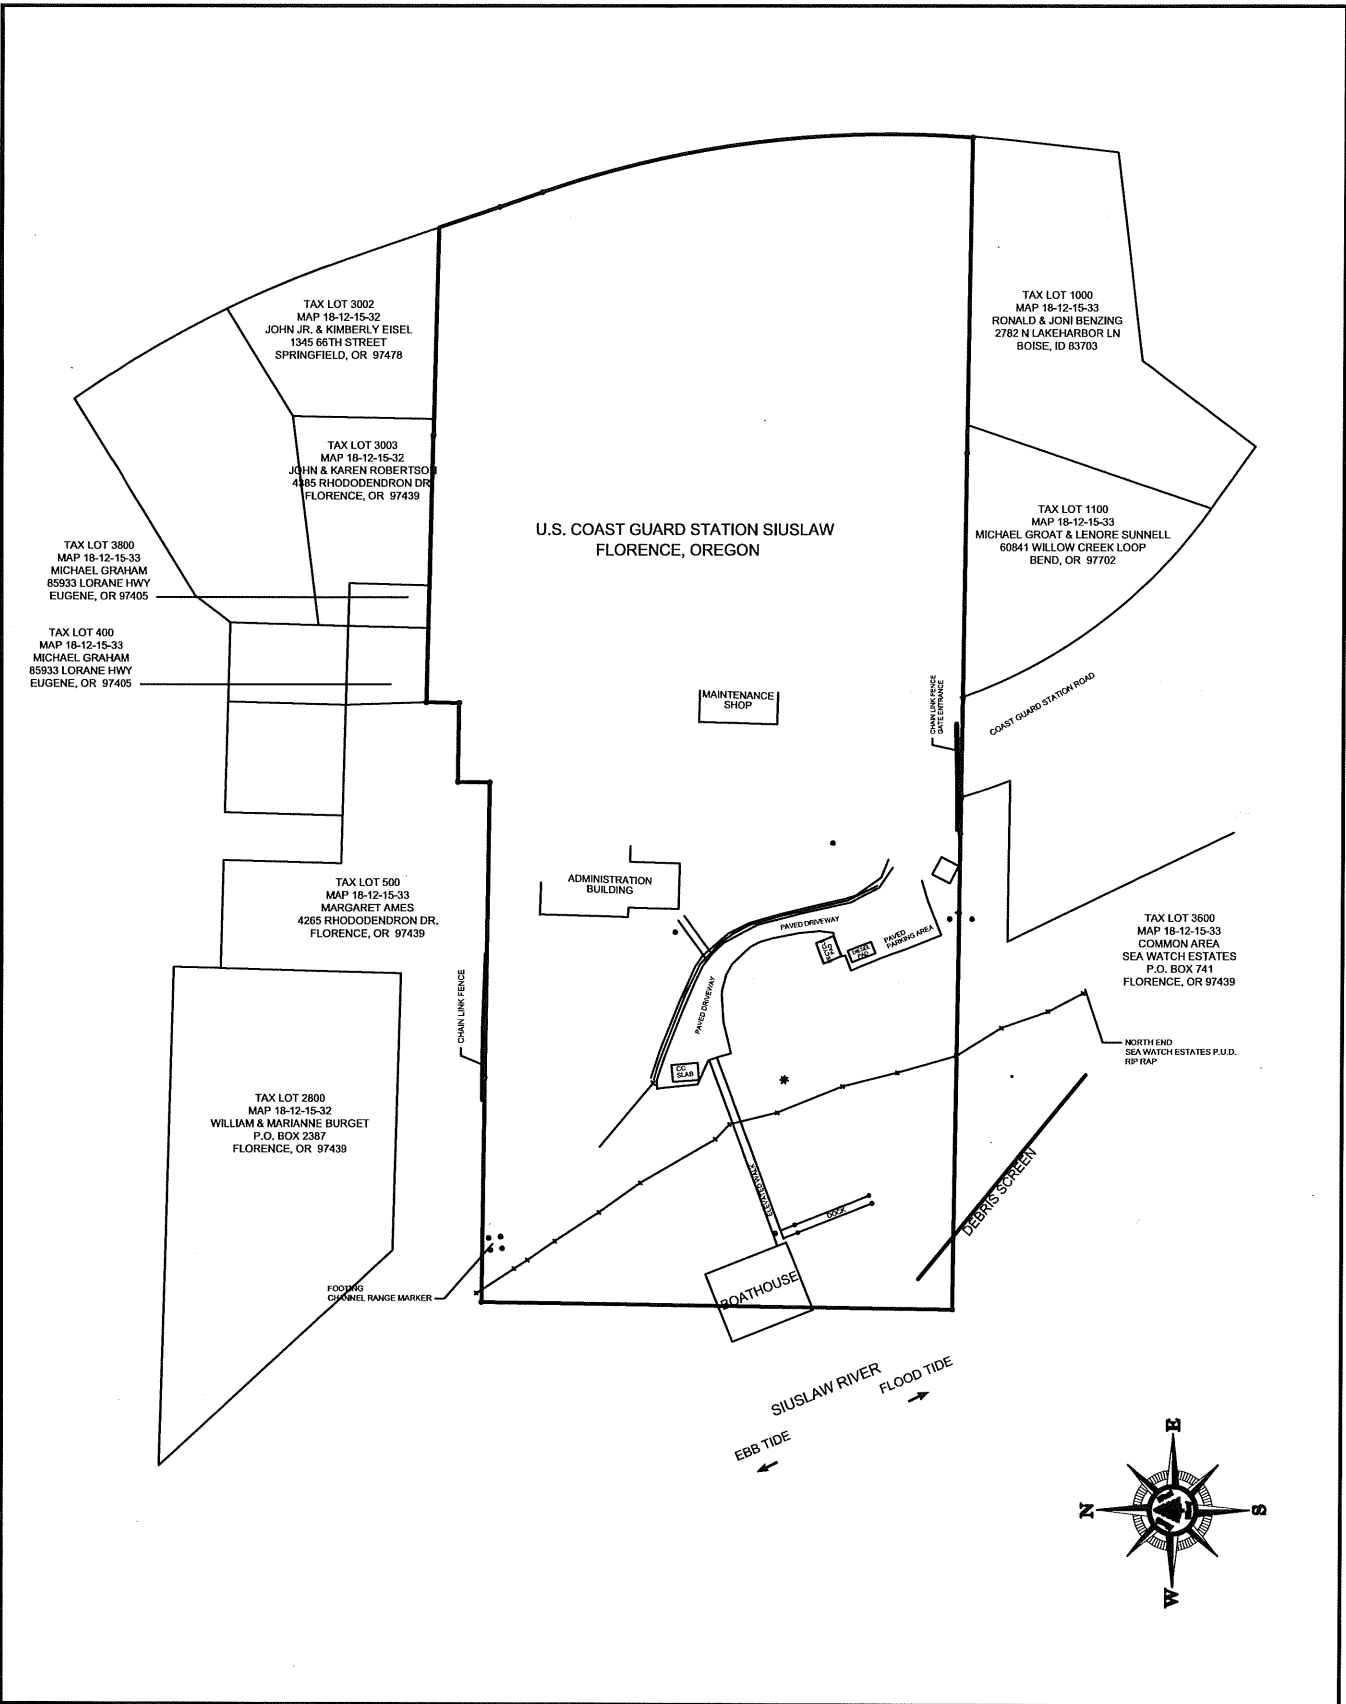 TAX LOT 3002
MAP 18-12-15-32
JOHN JR. & KIMBERLY EISEL
1345 66TH STREET
SPRINGFIELD, OR 97478
TAX LOT 1000
MAP 18-12-15-33
RONALD & JONI BENZING
2782 N LAKEHARBOR LN
BOISE, ID 83703
TAX LOT 3003
MAP 18-12-15-32
JOHN & KAREN ROBERTSON
4385 RHODODENDRON DR
FLORENCE, OR 97439
U.S. COAST GUARD STATION SIUSLAW
FLORENCE, OREGON
TAX LOT 1100
MAP 18-12-15-33
MICHAEL GROAT & LENORE SUNNELL
60841 WILLOW CREEK LOOP
BEND, OR 97702
TAX LOT 3800
MAP 18-12-15-33
MICHAEL GRAHAM
85933 LORANE HWY
EUGENE, OR 97405
TAX LOT 400
MAP 18-12-15-33
MICHAEL GRAHAM
85933 LORANE HWY
EUGENE, OR 97405
MAINTENANCE
SHOP
CHAIN LINK FENCE
GATE ENTRANCE
COAST GUARD STATION ROAD
ADMINISTRATION
BUILDING
TAX LOT 500
MAP 18-12-15-33
MARGARET AMES
4265 RHODODENDRON DR.
FLORENCE, OR 97439
PAVED DRIVEWAY
PAVED
PARKING AREA
DIESEL
PAD
PAD
TAX LOT 3600
MAP 18-12-15-33
COMMON AREA
SEA WATCH ESTATES
P.O. BOX 741
FLORENCE, OR 97439
CHAIN LINK FENCE
PAVED DRIVEWAY
CC
SLAB
NORTH END
SEA WATCH ESTATES P.U.D.
RIP RAP
TAX LOT 2800
MAP 18-12-15-32
WILLIAM & MARIANNE BURGET
P.O. BOX 2387
FLORENCE, OR 97439
ELEVATED WALK
DOCK
DEBRIS SCREEN
FOOTING
CHANNEL RANGE MARKER
BOATHOUSE
SIUSLAW RIVER
FLOOD TIDE
EBB TIDE
E
N
S
W